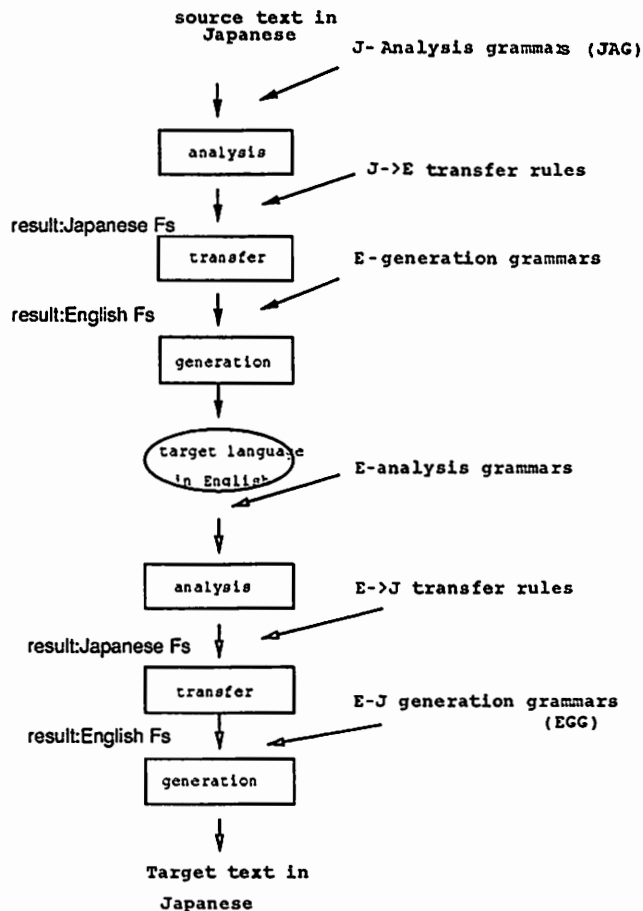 source text in
Japanese
J-Analysis grammars (JAG)
analysis
J->E transfer rules
result:Japanese Fs
transfer
E-generation grammars
result:English Fs
generation
target language
in English
E-analysis grammars
analysis
E->J transfer rules
result:Japanese Fs
transfer
E-J generation grammars
(EGG)
result:English Fs
generation
Target text in
Japanese